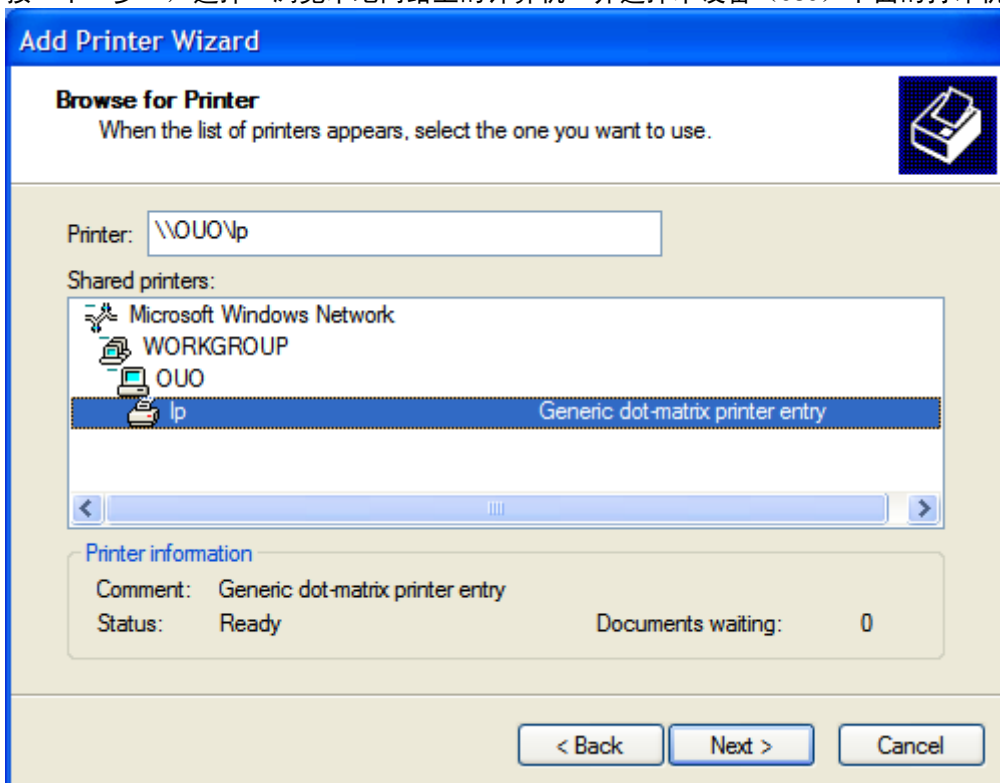 Add Printer Wizard
Browse for Printer
When the list of printers appears, select the one you want to use.
Printer: \\OUO\lp
Shared printers:
Microsoft Windows Network
WORKGROUP
OUO
lp Generic dot-matrix printer entry
Printer information
Comment: Generic dot-matrix printer entry
Status: Ready Documents waiting: 0
< Back Next > Cancel